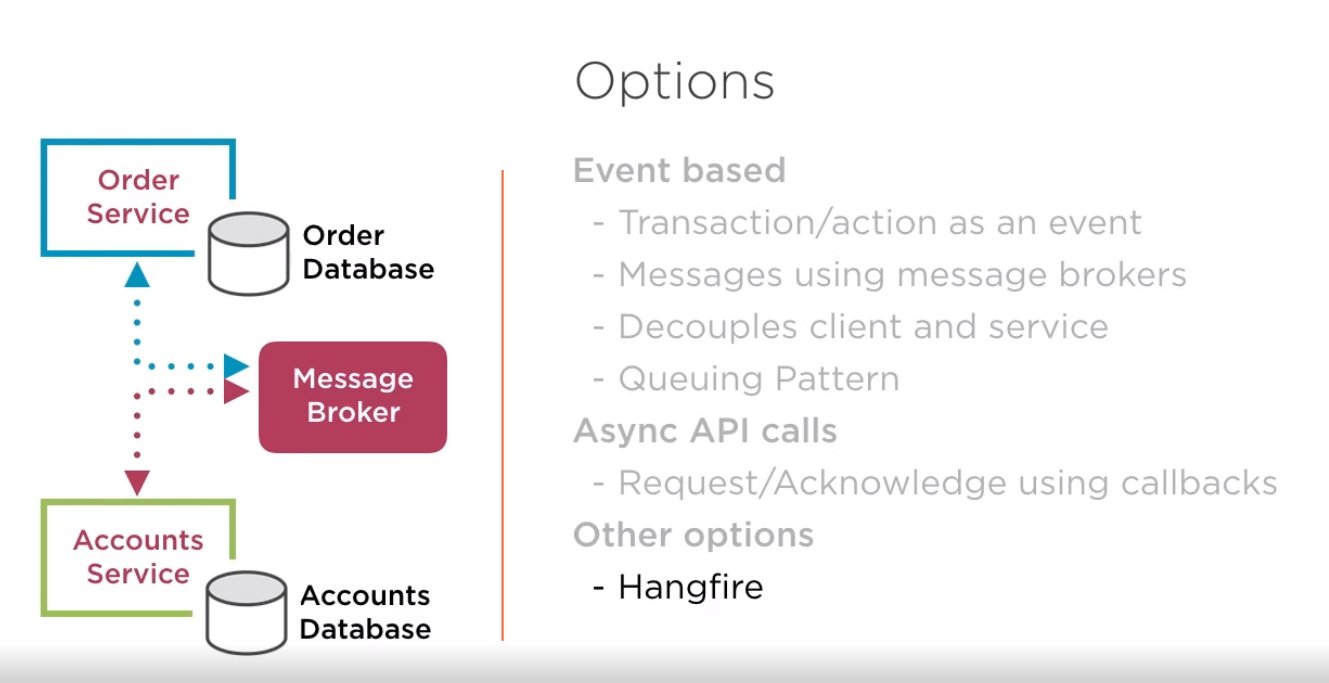 Options
Order
Service
Order
Database
Message
Broker
Accounts
Service
Accounts
Database
Event based
- Transaction/action as an event
- Messages using message brokers
- Decouples client and service
- Queuing Pattern
Async API calls
- Request/Acknowledge using callbacks
Other options
- Hangfire